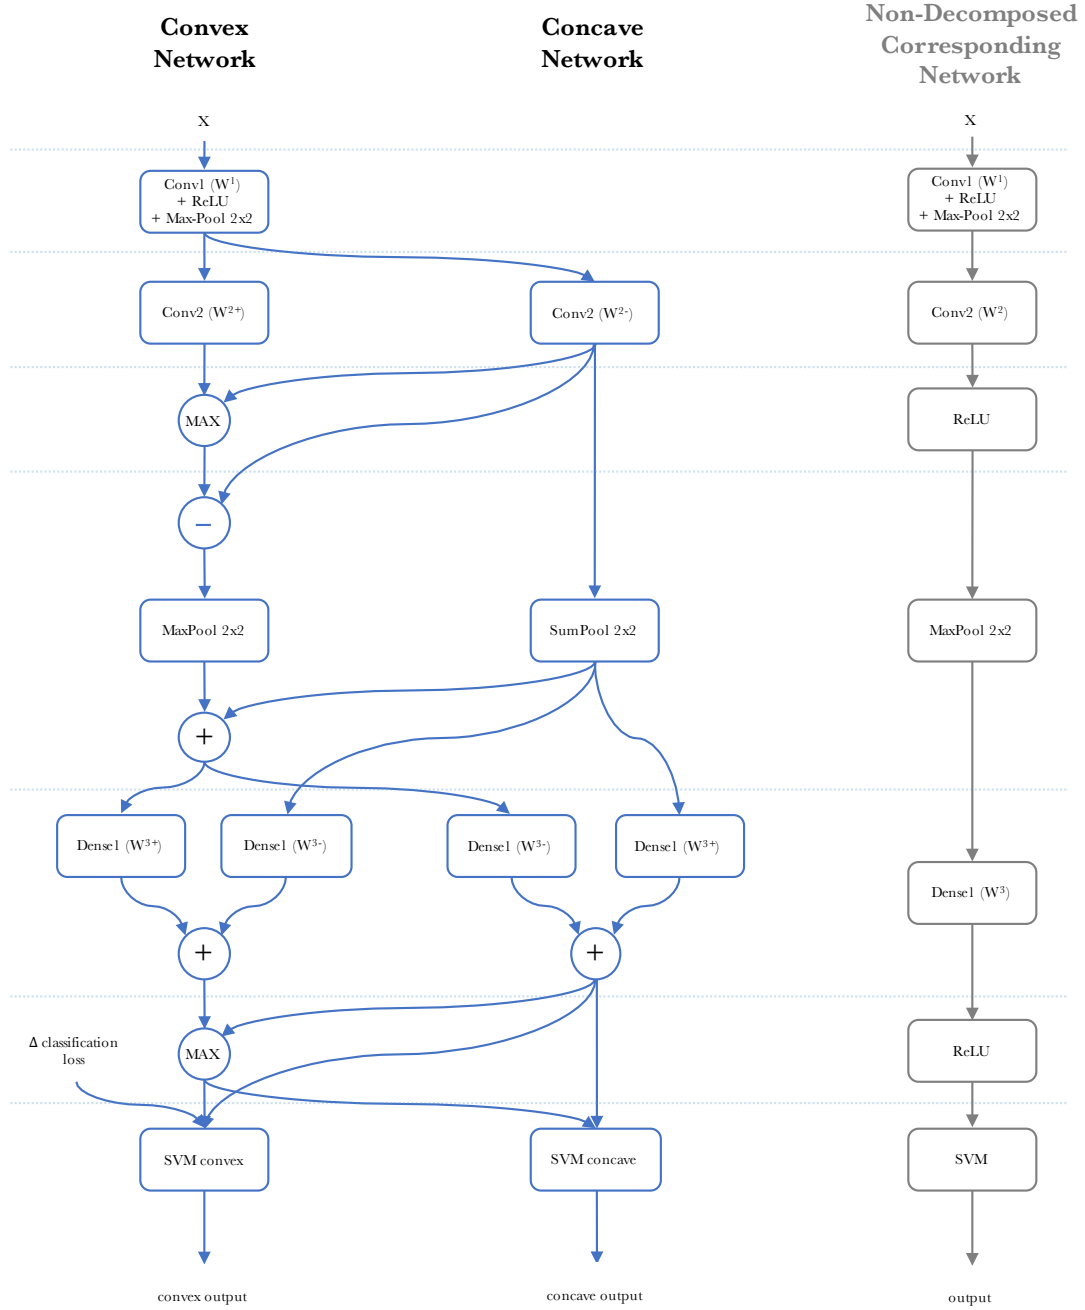 Convex
Network
Concave
Network
Non-Decomposed
Corresponding
Network
X
X
Conv1 (W¹)
+ ReLU
+ Max-Pool 2x2
Conv1 (W¹)
+ ReLU
+ Max-Pool 2x2
Conv2 (W²⁺)
Conv2 (W²⁻)
Conv2 (W²)
MAX
ReLU
−
MaxPool 2x2
SumPool 2x2
MaxPool 2x2
+
Dense1 (W³⁺)
Dense1 (W³⁻)
Dense1 (W³⁻)
Dense1 (W³⁺)
Dense1 (W³)
+
+
Δ classification
loss
MAX
ReLU
SVM convex
SVM concave
SVM
convex output
concave output
output